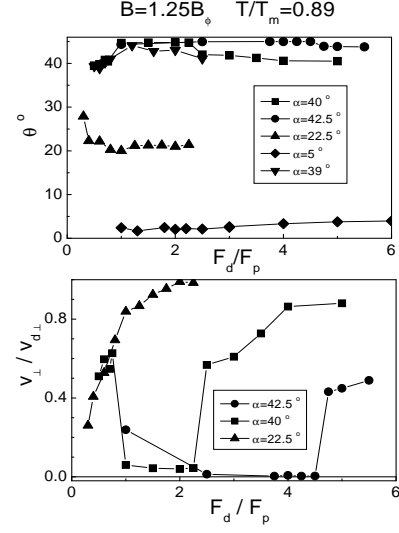 B=1.25B_ϕ T/T_m=0.89
θ°
40
20
0
α=40 °
α=42.5 °
α=22.5 °
α=5 °
α=39 °
0 2 4 6
F_d/F_p
v_⊥ / v_d⊥
0.8
0.4
0.0
α=42.5 °
α=40 °
α=22.5 °
0 2 4 6
F_d / F_p